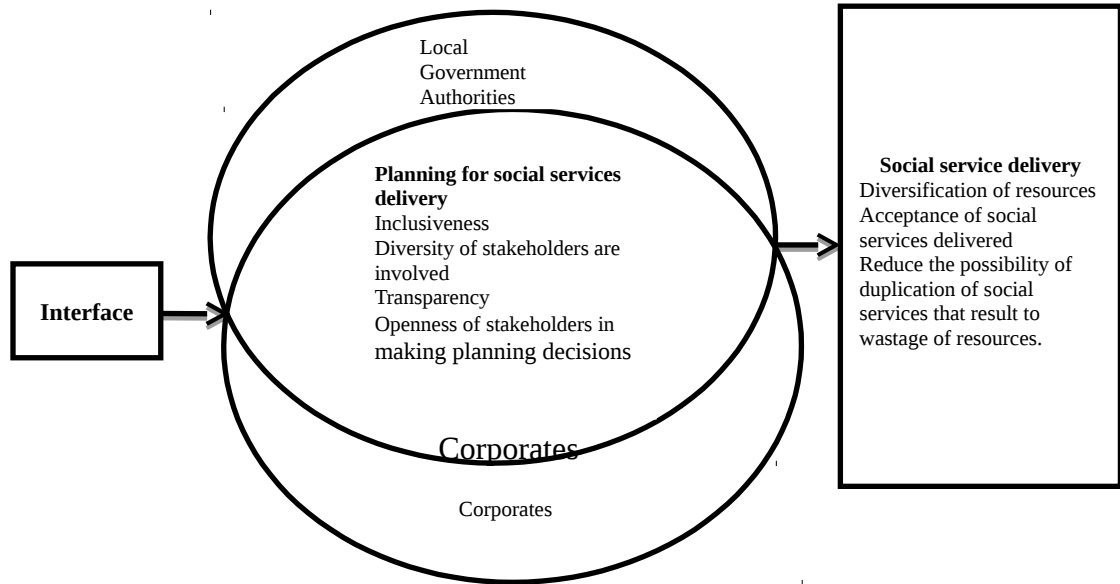 Local
Government
Authorities
Planning for social services
delivery
Inclusiveness
Diversity of stakeholders are
involved
Transparency
Openness of stakeholders in
making planning decisions
Corporates
Corporates
Interface
Social service delivery
Diversification of resources
Acceptance of social
services delivered
Reduce the possibility of
duplication of social
services that result to
wastage of resources.